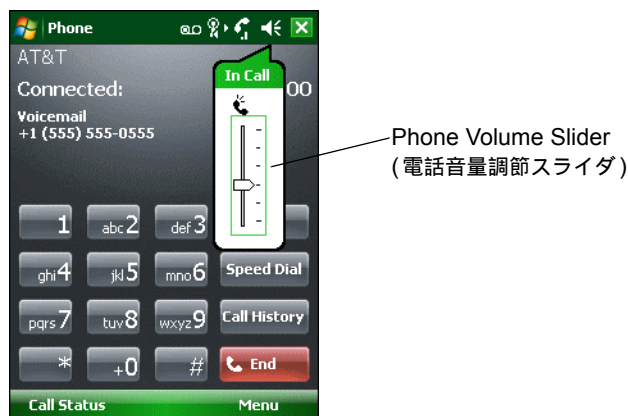 Phone
AT&T
In Call
Connected:
00
Voicemail
+1 (555) 555-0555
Phone Volume Slider
(電話音量調節スライダ)
1
abc2
def3
ghi4
jkl5
mno6
Speed Dial
pqrs7
tuv8
wxyz9
Call History
*
+0
#
End
Call Status
Menu